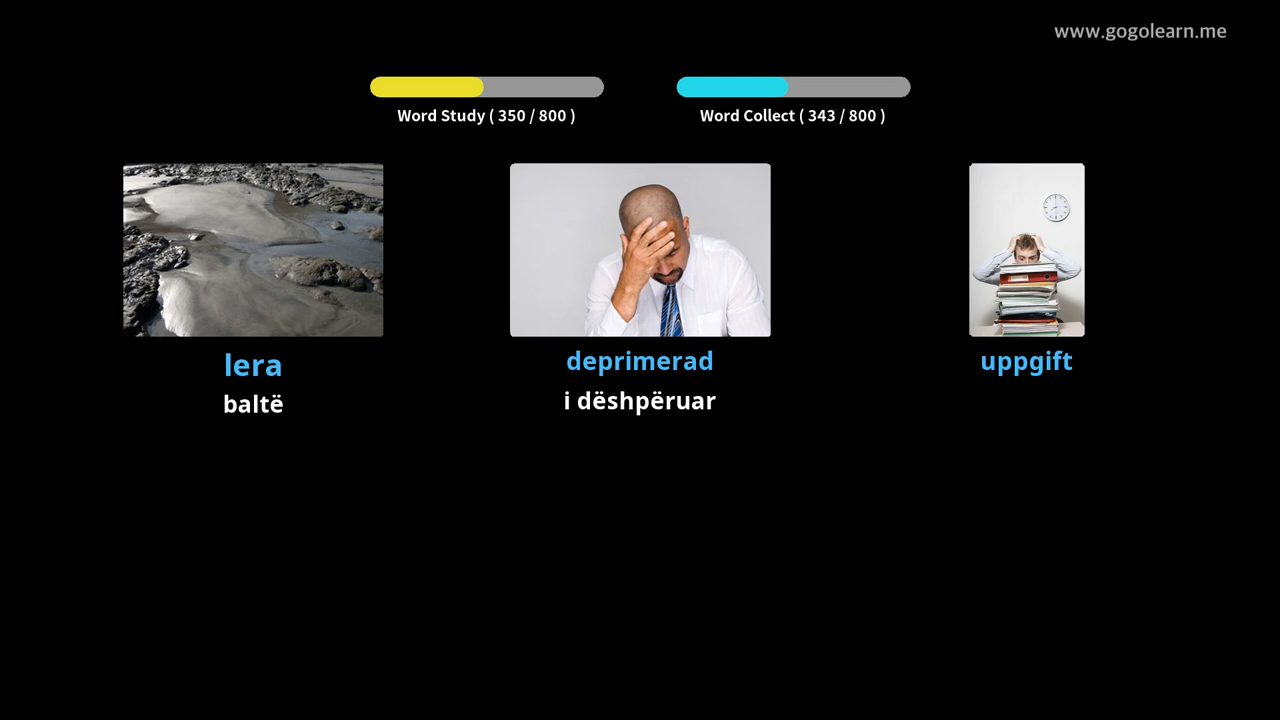 www.gogolearn.me
Word Study ( 350 / 800 )
Word Collect ( 343 / 800 )
lera
baltë
deprimerad
i dëshpëruar
uppgift